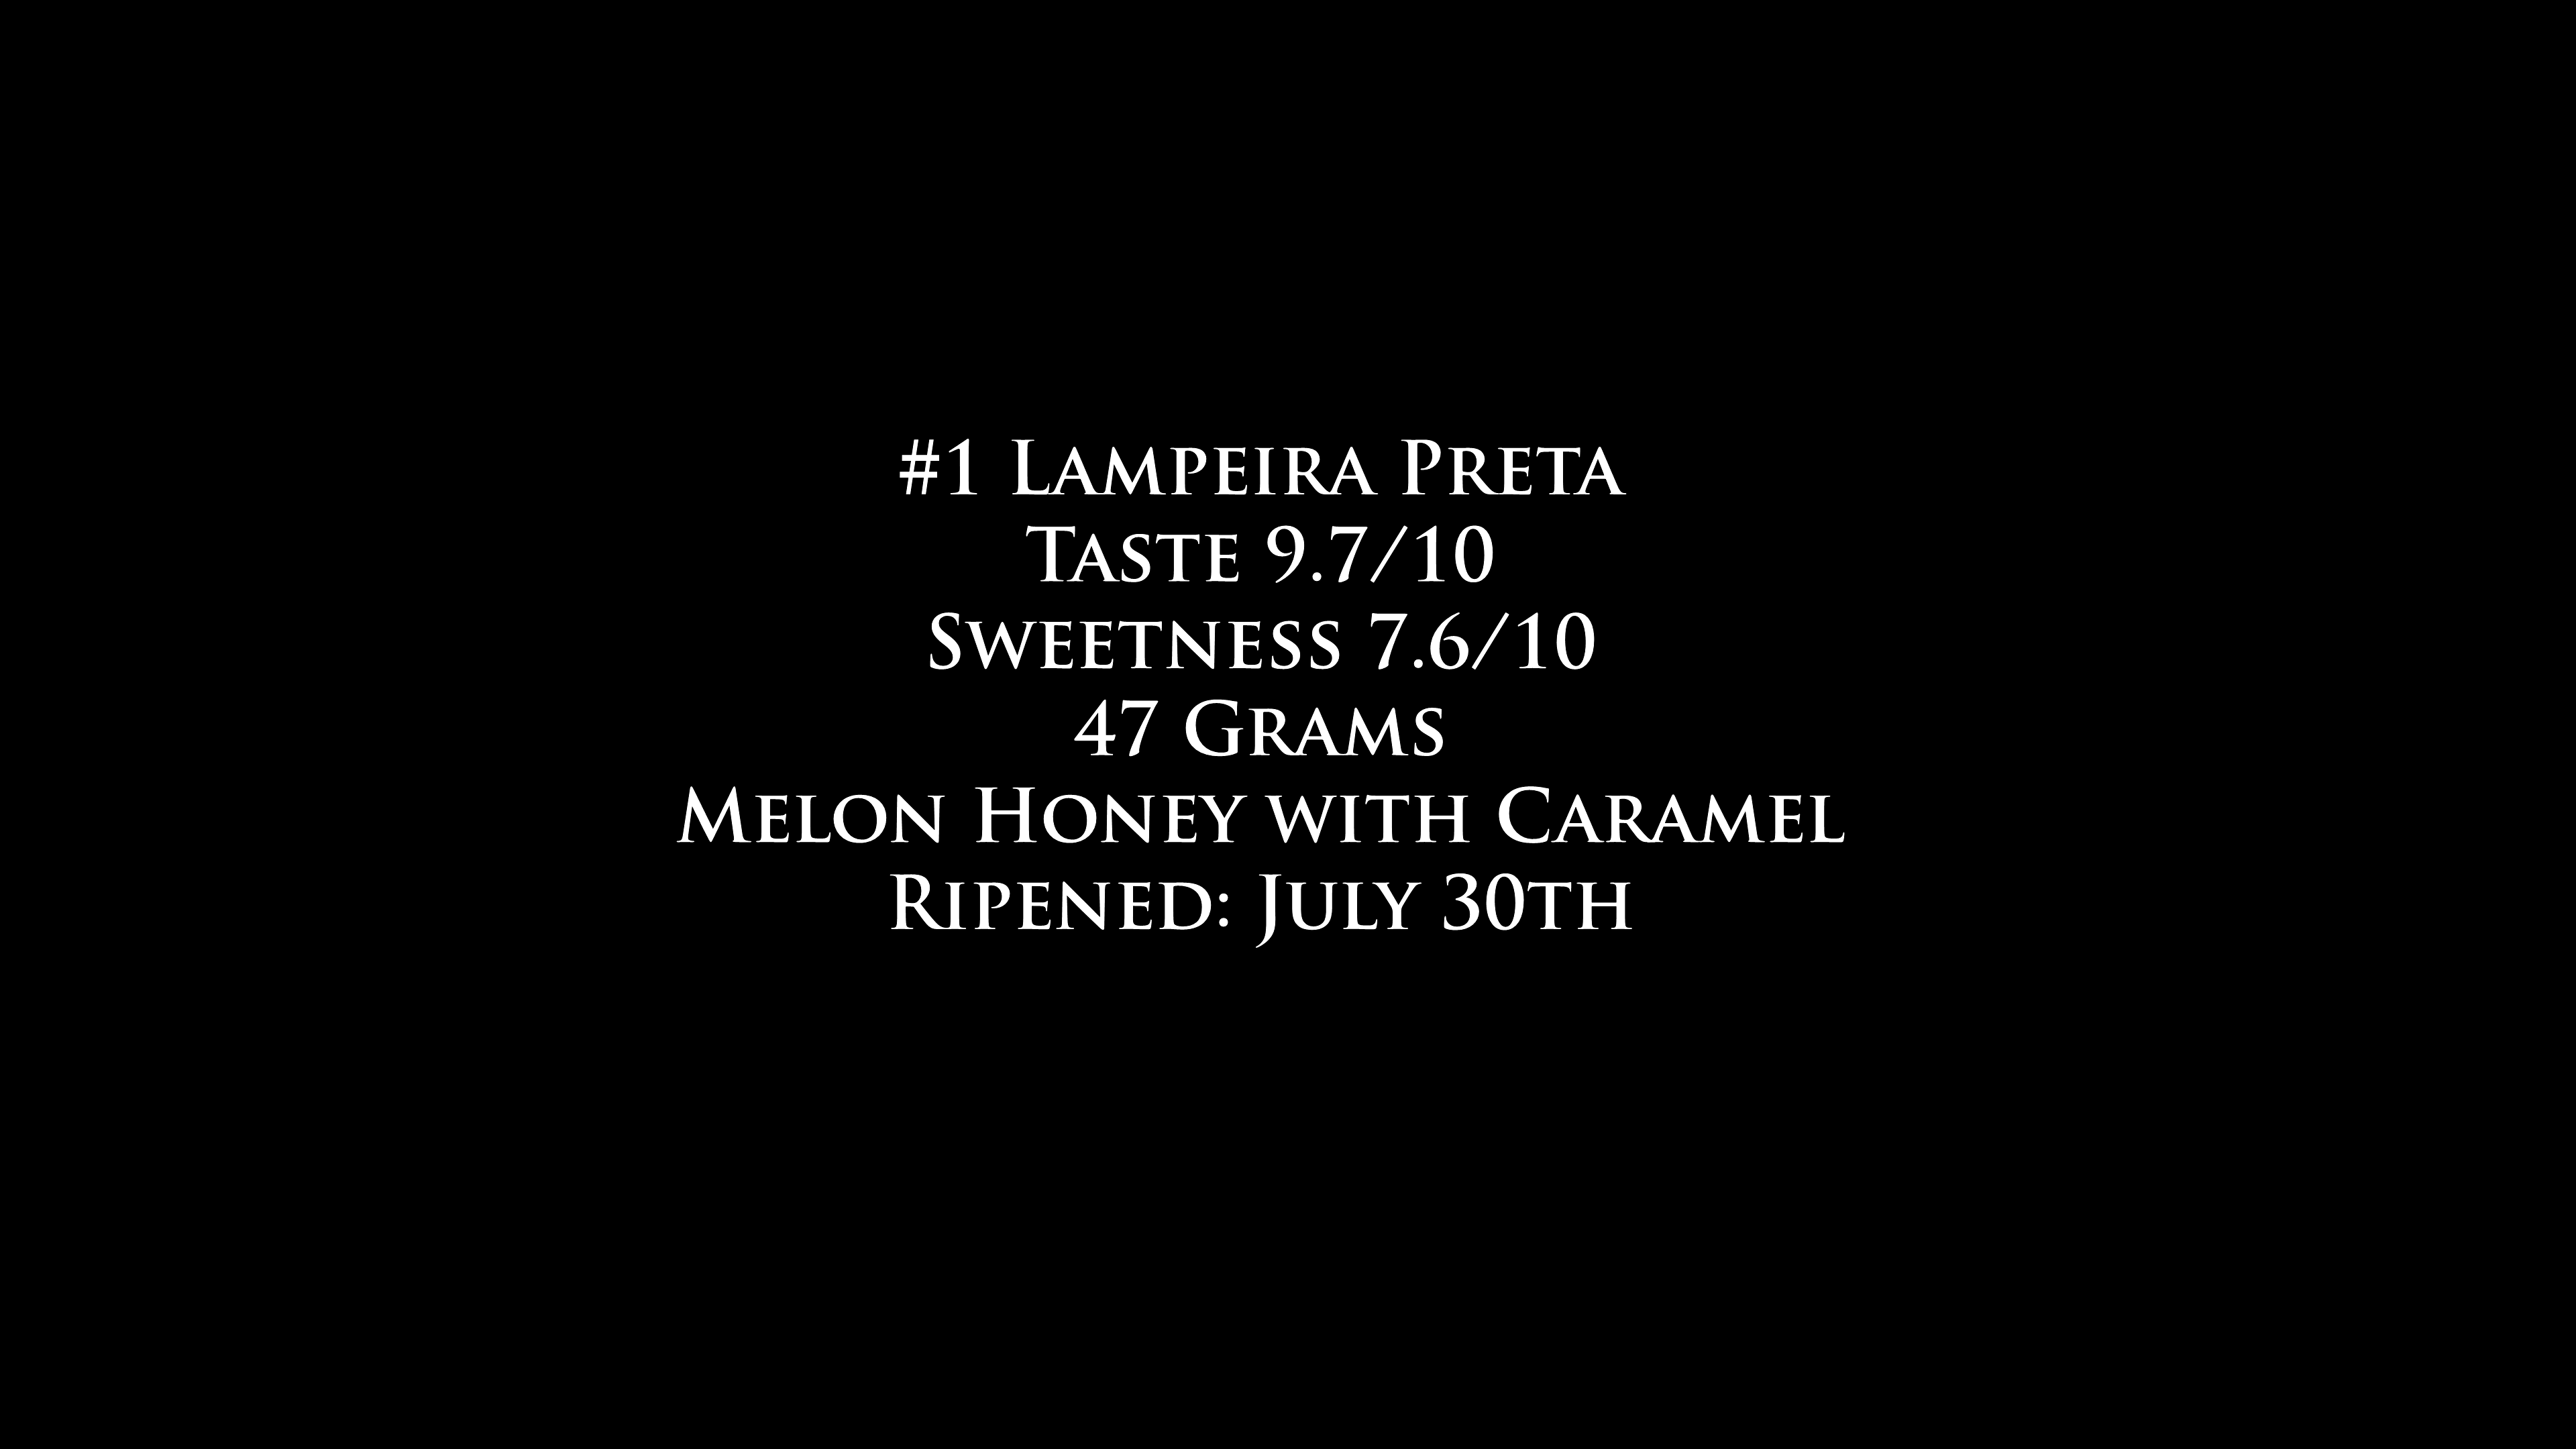 #1 Lampeira Preta
Taste 9.7/10
Sweetness 7.6/10
47 Grams
Melon Honey with Caramel
Ripened: July 30th